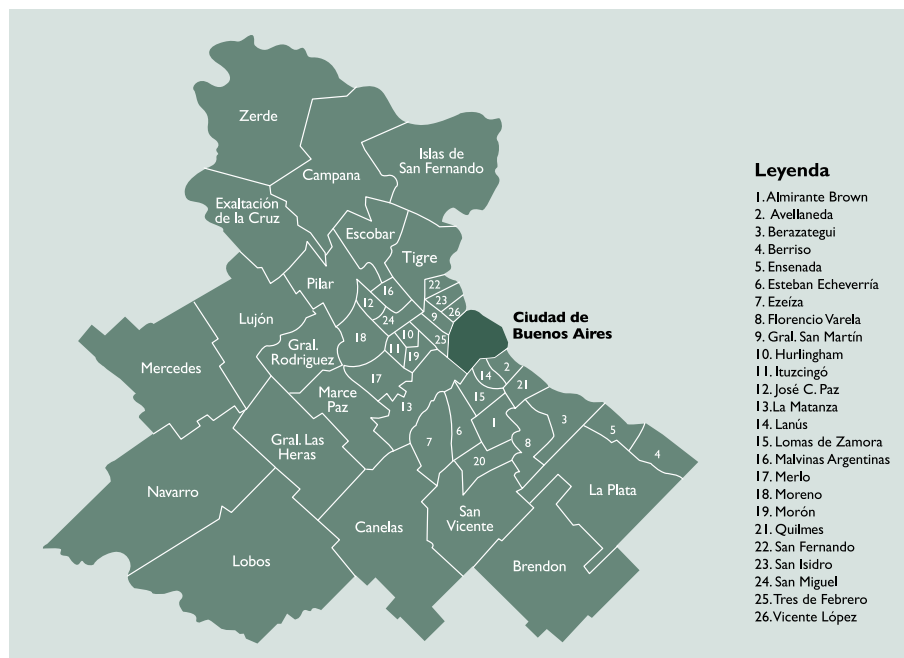 Zerde
Islas de
San Fernando
Campana
Exaltación
de la Cruz
Escobar
Tigre
Pilar
22
16
23
12
26
9
Ciudad de
Buenos Aires
24
Lujón
10
18
25
Gral.
Rodriguez
11
19
2
Mercedes
14
17
21
Marce
Paz
15
13
1
3
5
6
7
8
Gral. Las
Heras
4
20
Navarro
La Plata
San
Vicente
Canelas
Lobos
Brendon
Leyenda
1. Almirante Brown
2. Avellaneda
3. Berazategui
4. Berriso
5. Ensenada
6. Esteban Echeverría
7. Ezeíza
8. Florencio Varela
9. Gral. San Martín
10. Hurlingham
11. Ituzcingó
12. José C. Paz
13. La Matanza
14. Lanús
15. Lomas de Zamora
16. Malvinas Argentinas
17. Merlo
18. Moreno
19. Morón
21. Quilmes
22. San Fernando
23. San Isidro
24. San Miguel
25. Tres de Febrero
26. Vicente López